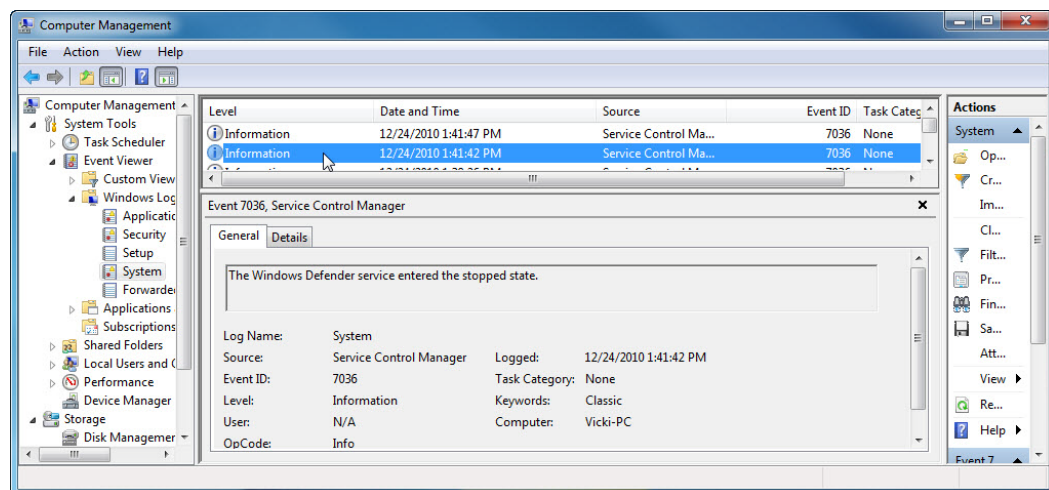 Computer Management
File Action View Help
Computer Management
System Tools
Task Scheduler
Event Viewer
Custom View
Windows Log
Applicatic
Security
Setup
System
Forwarde
Applications
Subscriptions
Shared Folders
Local Users and
Performance
Device Manager
Storage
Disk Managemer
Level Date and Time Source Event ID Task Categ
Information 12/24/2010 1:41:47 PM Service Control Ma... 7036 None
Information 12/24/2010 1:41:42 PM Service Control Ma... 7036 None
Event 7036, Service Control Manager
General Details
The Windows Defender service entered the stopped state.
Log Name: System
Source: Service Control Manager Logged: 12/24/2010 1:41:42 PM
Event ID: 7036 Task Category: None
Level: Information Keywords: Classic
User: N/A Computer: Vicki-PC
OpCode: Info
Actions
System
Op...
Cr...
Im...
Cl...
Filt...
Pr...
Fin...
Sa...
Att...
View
Re...
Help
Event 7